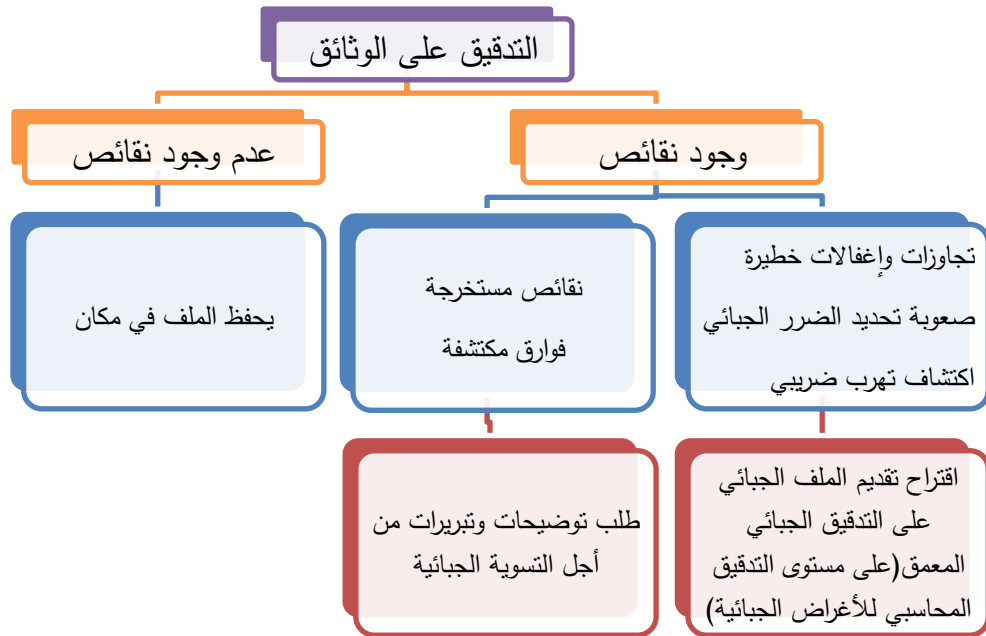 التدقيق على الوثائق
وجود نقائص
عدم وجود نقائص
تجاوزات وإغفالات خطيرة
صعوبة تحديد الضرر الجبائي
اكتشاف تهرب ضريبي
نقائص مستخرجة
فوارق مكتشفة
يحفظ الملف في مكان
اقتراح تقديم الملف الجبائي
على التدقيق الجبائي
المعمق(على مستوى التدقيق
المحاسبي للأغراض الجبائية)
طلب توضيحات وتبريرات من
أجل التسوية الجبائية